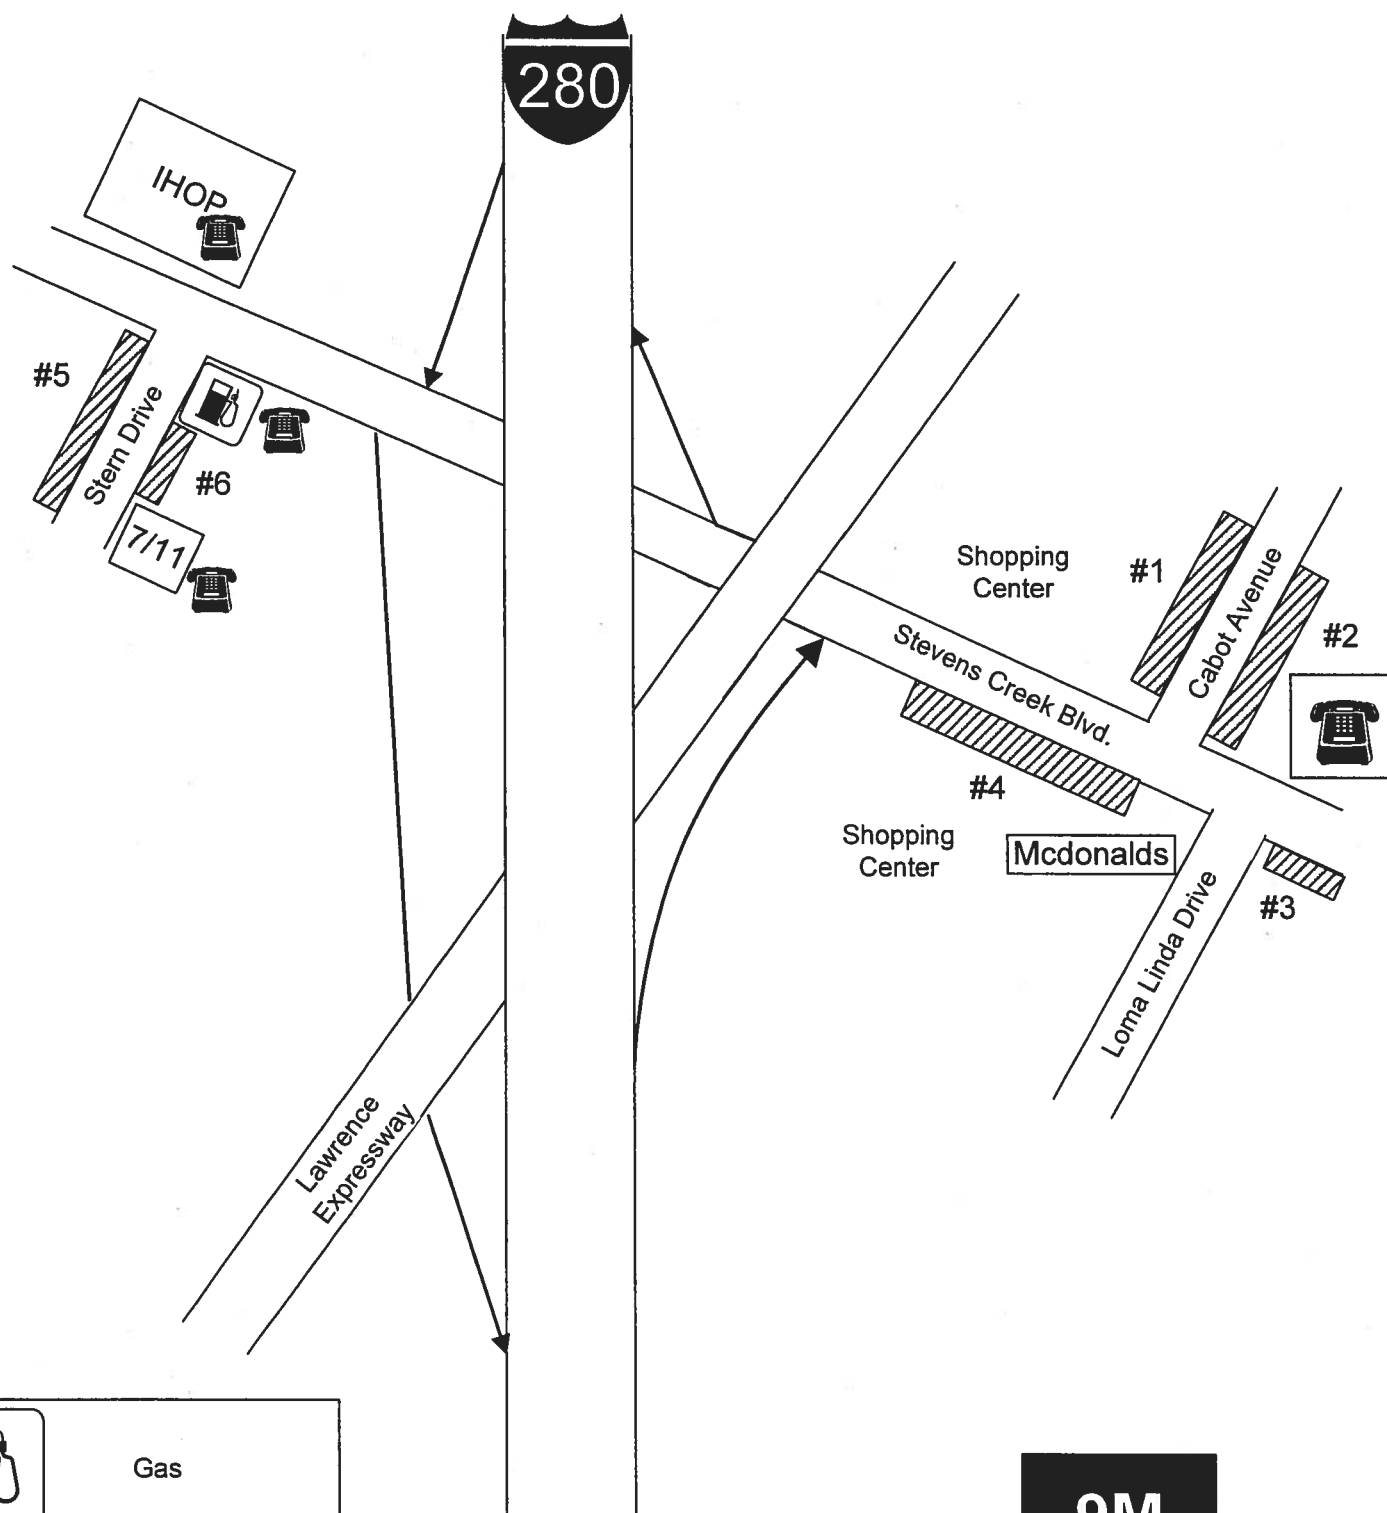 280
IHOP
#5
Stern Drive
#6
7/11
Shopping
Center
#1
Cabot Avenue
#2
Stevens Creek Blvd.
#4
Shopping
Center
Mcdonalds
#3
Loma Linda Drive
Lawrence
Expressway
Gas
9M